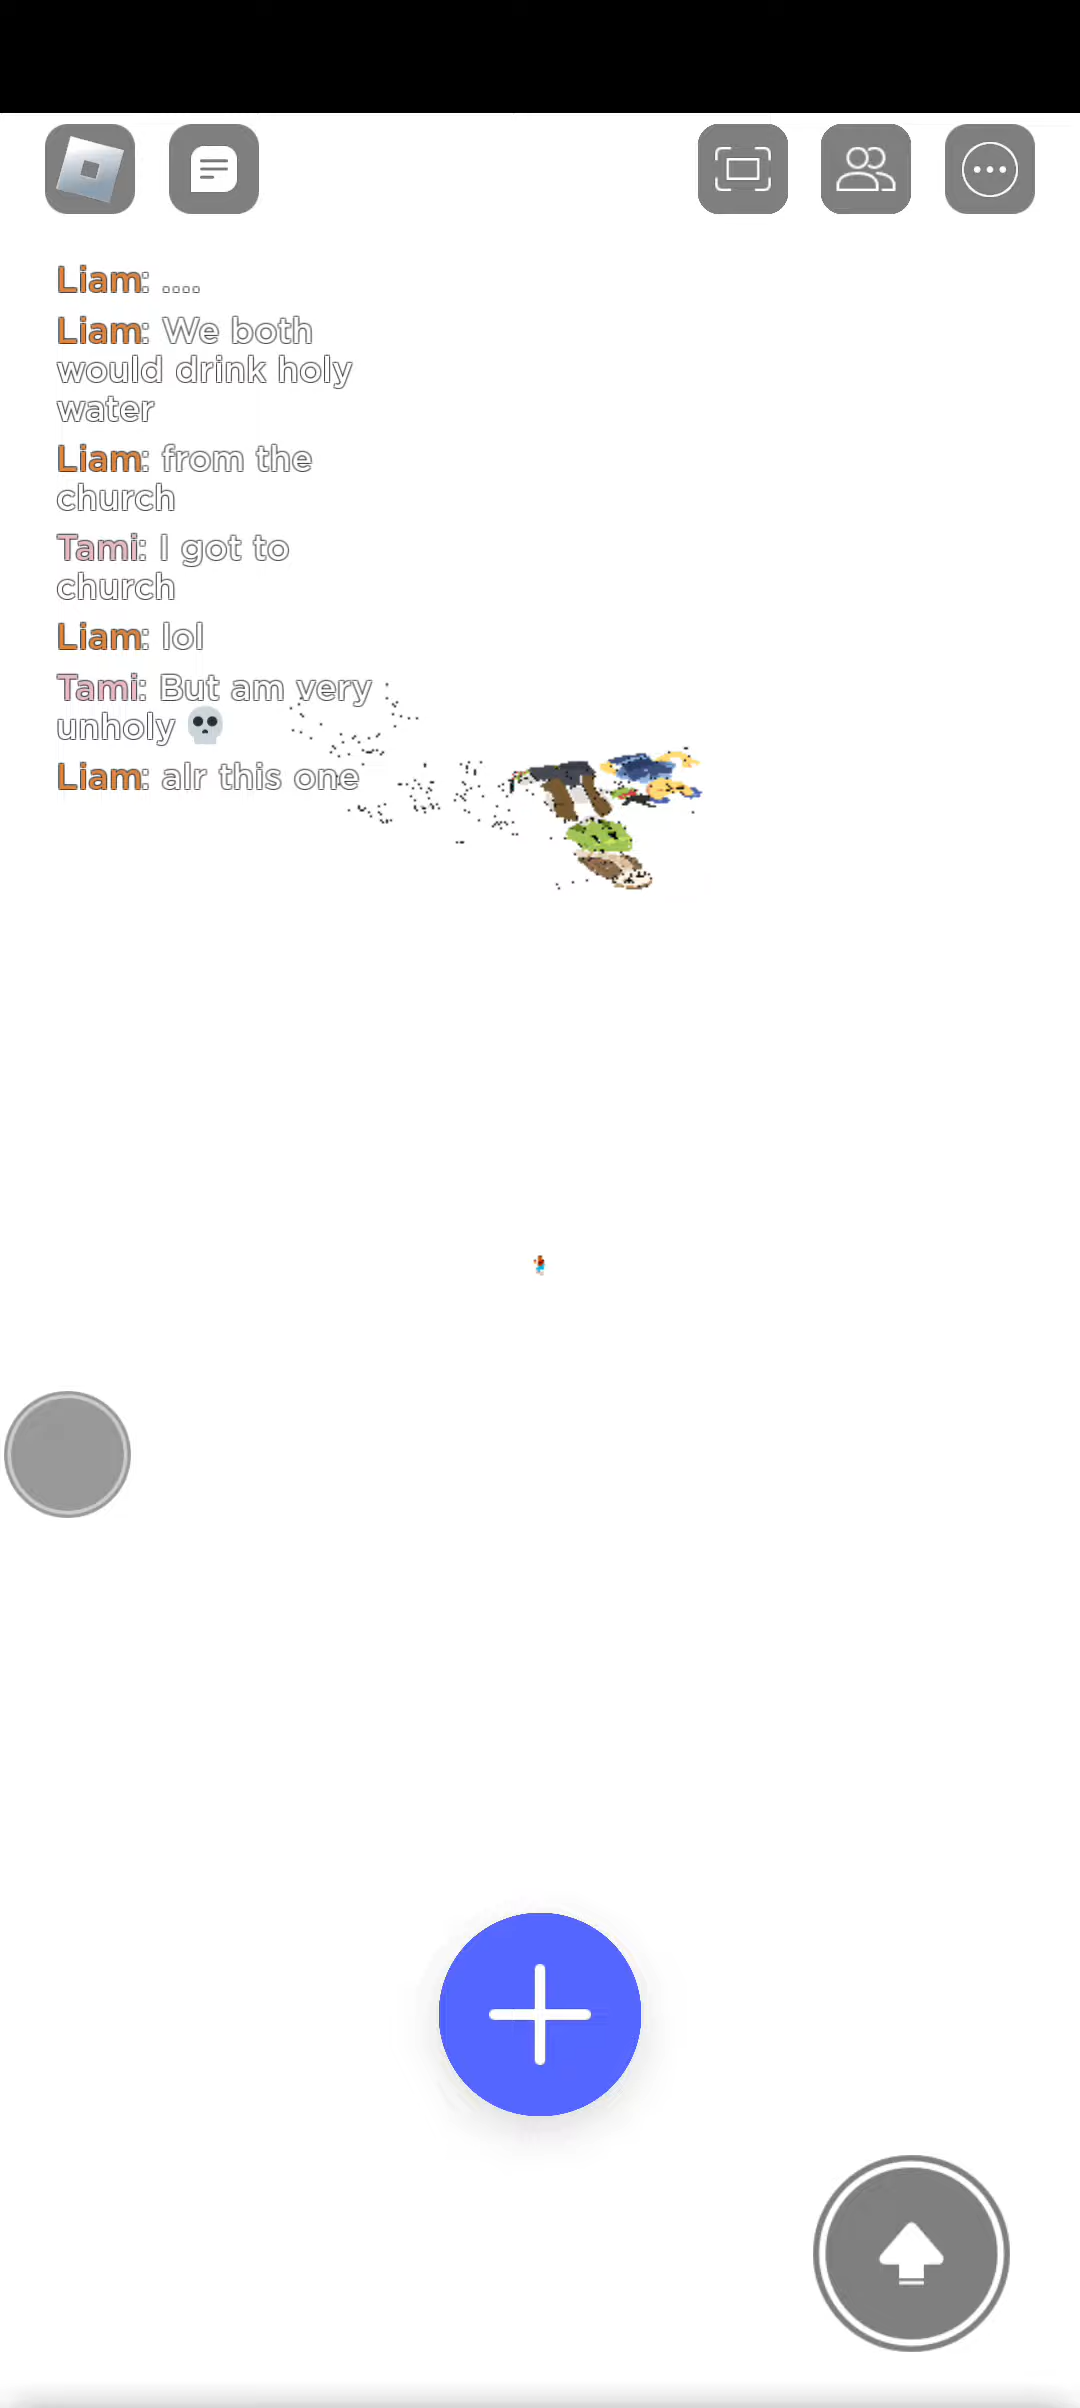 Liam: ....
Liam: We both
would drink holy
water
Liam: from the
church
Tami: I got to
church
Liam: lol
Tami: But am very
unholy 💀
Liam: alr this one